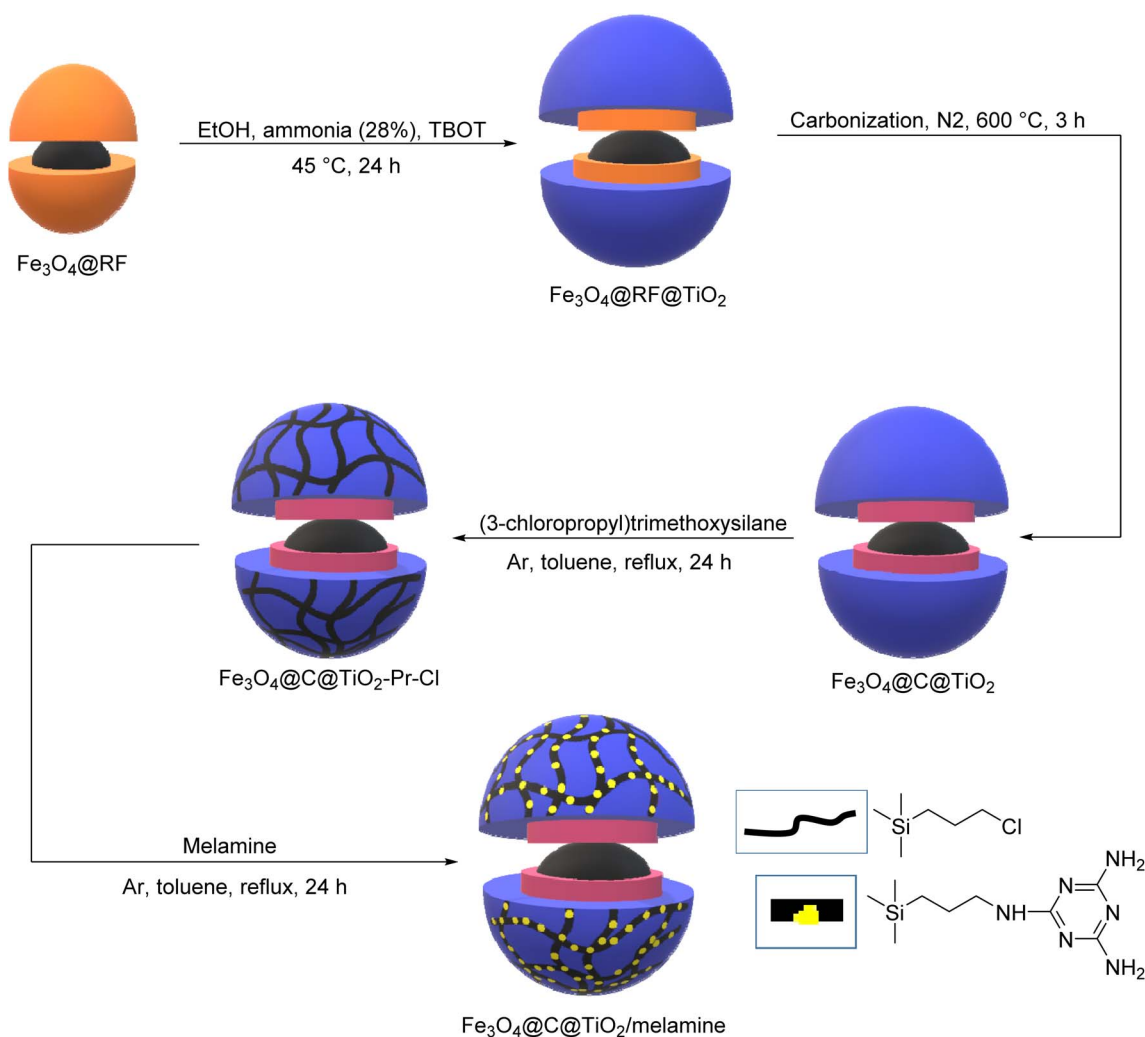 EtOH, ammonia (28%), TBOT
45 °C, 24 h
Carbonization, N2, 600 °C, 3 h
Fe₃O₄@RF
Fe₃O₄@RF@TiO₂
(3-chloropropyl)trimethoxysilane
Ar, toluene, reflux, 24 h
Fe₃O₄@C@TiO₂-Pr-Cl
Fe₃O₄@C@TiO₂
Melamine
Ar, toluene, reflux, 24 h
Si
Cl
NH₂
N
N
Si
NH
N
NH₂
Fe₃O₄@C@TiO₂/melamine